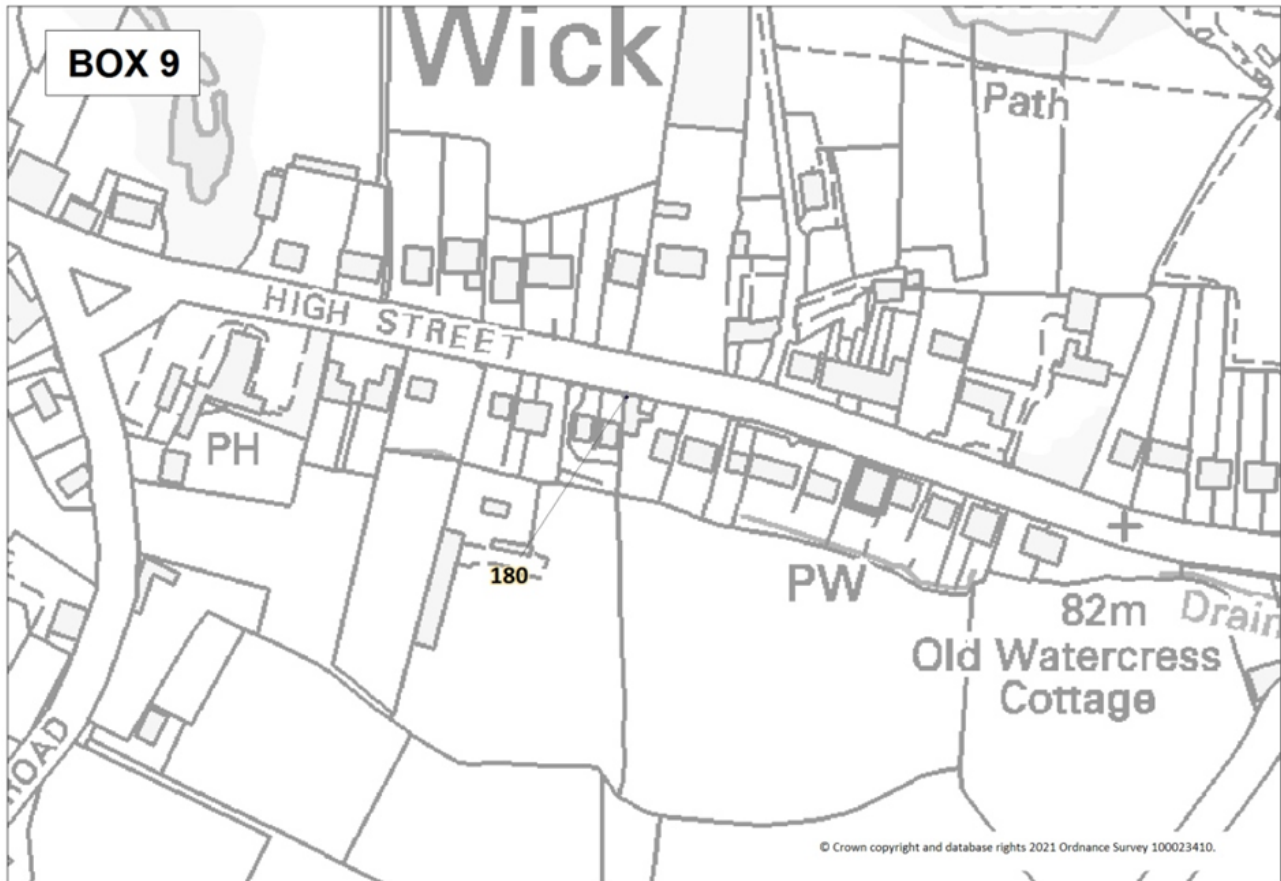 BOX 9
Wick
Path
HIGH STREET
PH
180
PW
82m
Drain
Old Watercress
Cottage
ROAD
© Crown copyright and database rights 2021 Ordnance Survey 100023410.